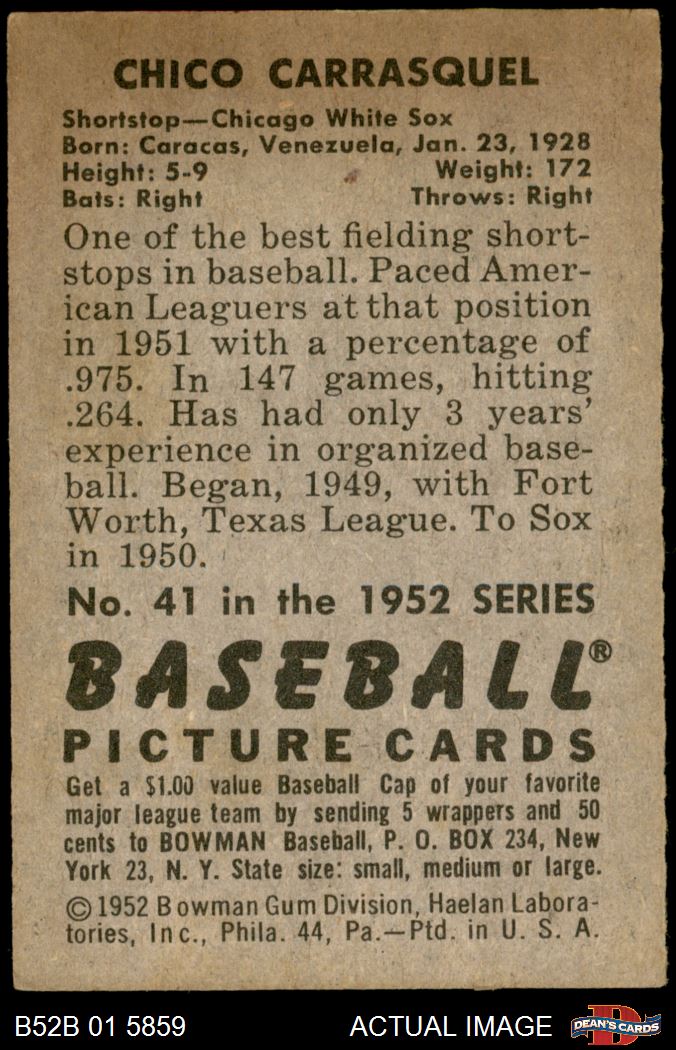 CHICO CARRASQUEL
Shortstop—Chicago White Sox
Born: Caracas, Venezuela, Jan. 23, 1928
Height: 5-9 Weight: 172
Bats: Right Throws: Right
One of the best fielding short-
stops in baseball. Paced Amer-
ican Leaguers at that position
in 1951 with a percentage of
.975. In 147 games, hitting
.264. Has had only 3 years'
experience in organized base-
ball. Began, 1949, with Fort
Worth, Texas League. To Sox
in 1950.
No. 41 in the 1952 SERIES
BASEBALL®
PICTURE CARDS
Get a $1.00 value Baseball Cap of your favorite
major league team by sending 5 wrappers and 50
cents to BOWMAN Baseball, P. O. BOX 234, New
York 23, N. Y. State size: small, medium or large.
©1952 Bowman Gum Division, Haelan Labora-
tories, Inc., Phila. 44, Pa.—Ptd. in U. S. A.
B52B 01 5859 ACTUAL IMAGE D DEAN'S CARDS